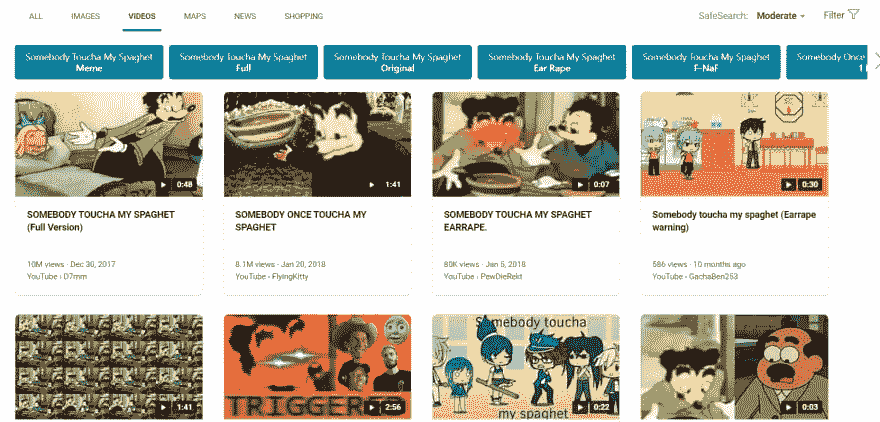 ALL IMAGES VIDEOS MAPS NEWS SHOPPING SafeSearch: Moderate Filter
Somebody Toucha My Spaghet
Meme
Somebody Toucha My Spaghet
Full
Somebody Toucha My Spaghet
Original
Somebody Toucha My Spaghet
Ear Rape
Somebody Toucha My Spaghet
F-NaF
Somebody Once
1
0:48
1:41
0:07
0:30
SOMEBODY TOUCHA MY SPAGHET
(Full Version)
10M views · Dec 30, 2017
YouTube › D7mm
SOMEBODY ONCE TOUCHA MY
SPAGHET
8.1M views · Jan 20, 2018
YouTube › FlyingKitty
SOMEBODY TOUCHA MY SPAGHET
EARRAPE.
80K views · Jan 5, 2018
YouTube › PewDieReid
Somebody toucha my spaghet (Earrape
warning)
586 views · 10 months ago
YouTube › GachaBen253
1:41
TRIGGER
2:56
Somebody toucha
my spaghet
0:22
0:03